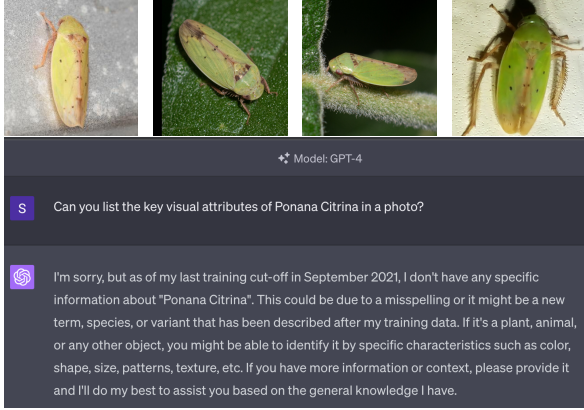 Model: GPT-4
S
Can you list the key visual attributes of Ponana Citrina in a photo?
I'm sorry, but as of my last training cut-off in September 2021, I don't have any specific
information about "Ponana Citrina". This could be due to a misspelling or it might be a new
term, species, or variant that has been described after my training data. If it's a plant, animal,
or any other object, you might be able to identify it by specific characteristics such as color,
shape, size, patterns, texture, etc. If you have more information or context, please provide it
and I'll do my best to assist you based on the general knowledge I have.